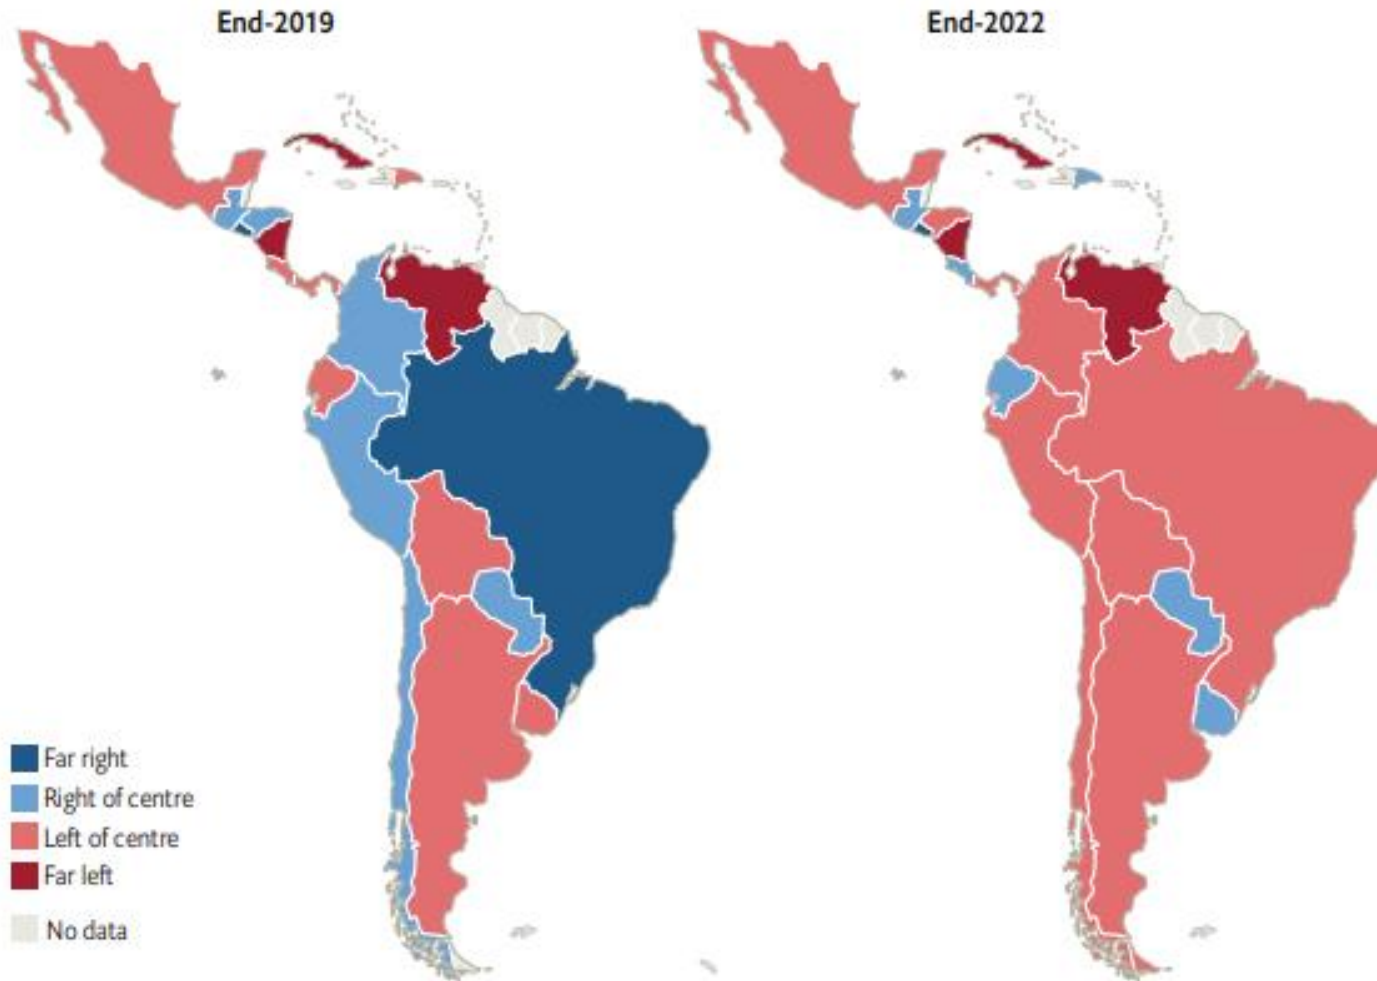 End-2019
End-2022
Far right
Right of centre
Left of centre
Far left
No data